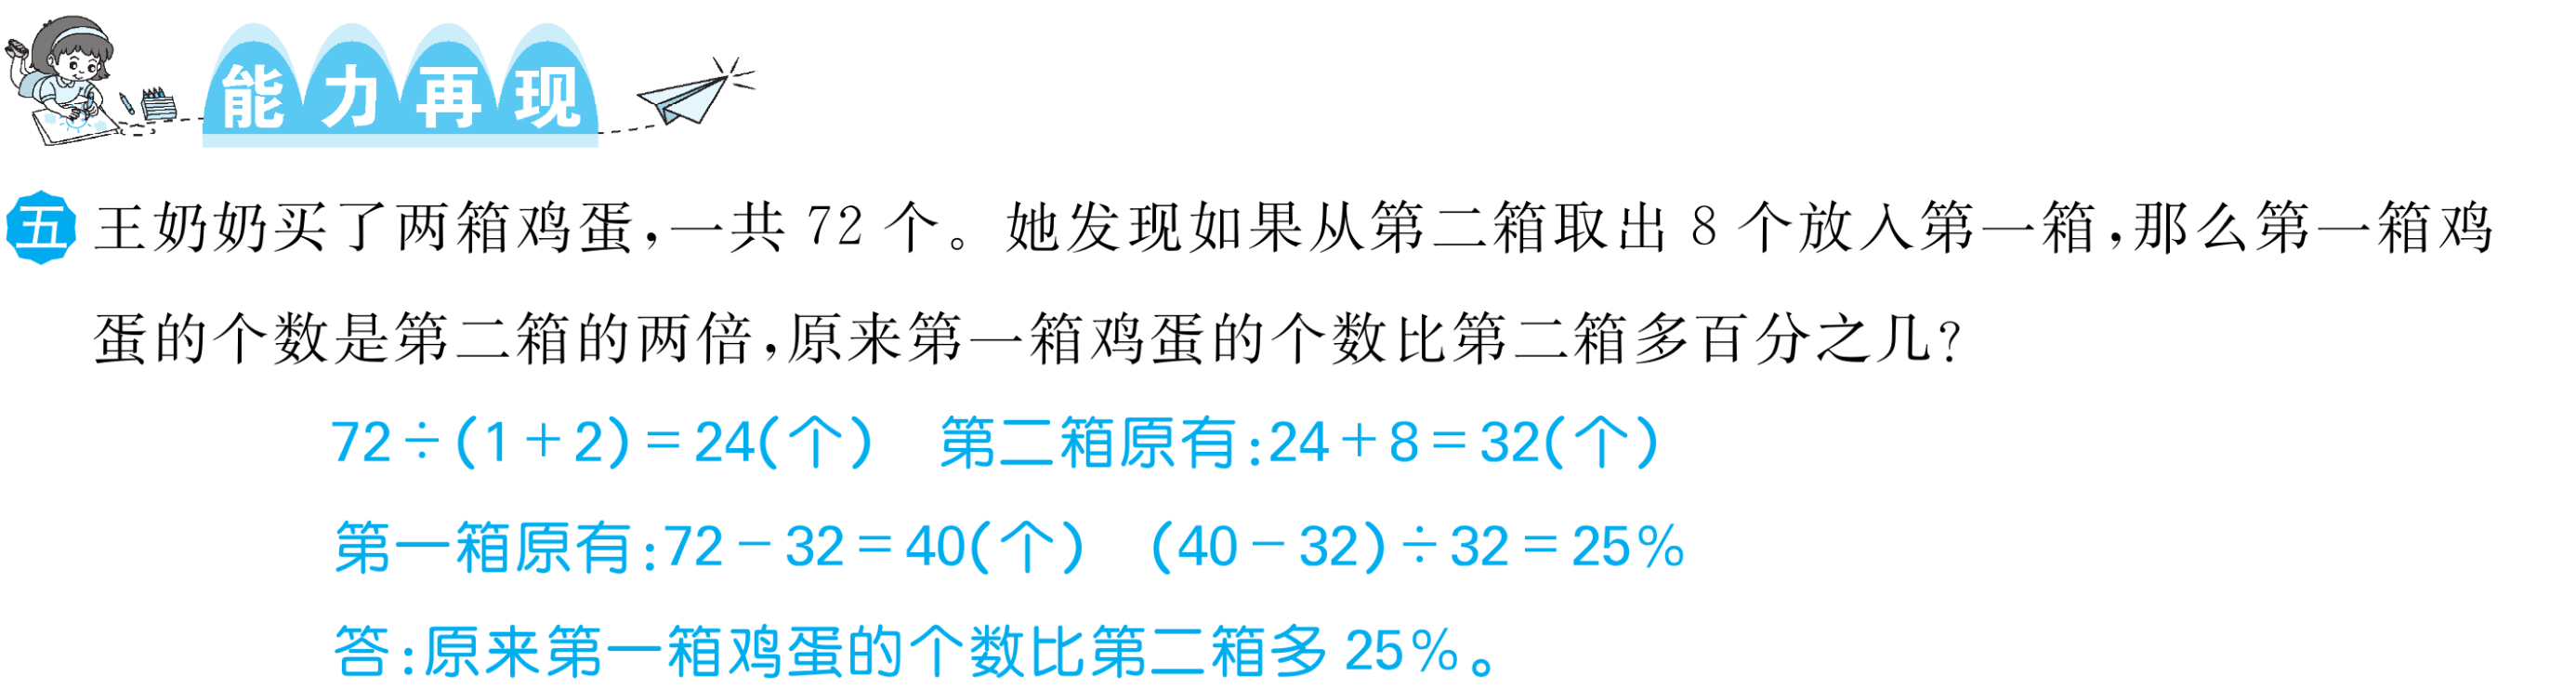 能力再现
五 王奶奶买了两箱鸡蛋,一共 72 个。她发现如果从第二箱取出 8 个放入第一箱,那么第一箱鸡
蛋的个数是第二箱的两倍,原来第一箱鸡蛋的个数比第二箱多百分之几?
72÷(1+2)=24(个) 第二箱原有:24+8=32(个)
第一箱原有:72-32=40(个) (40-32)÷32=25%
答:原来第一箱鸡蛋的个数比第二箱多 25%。